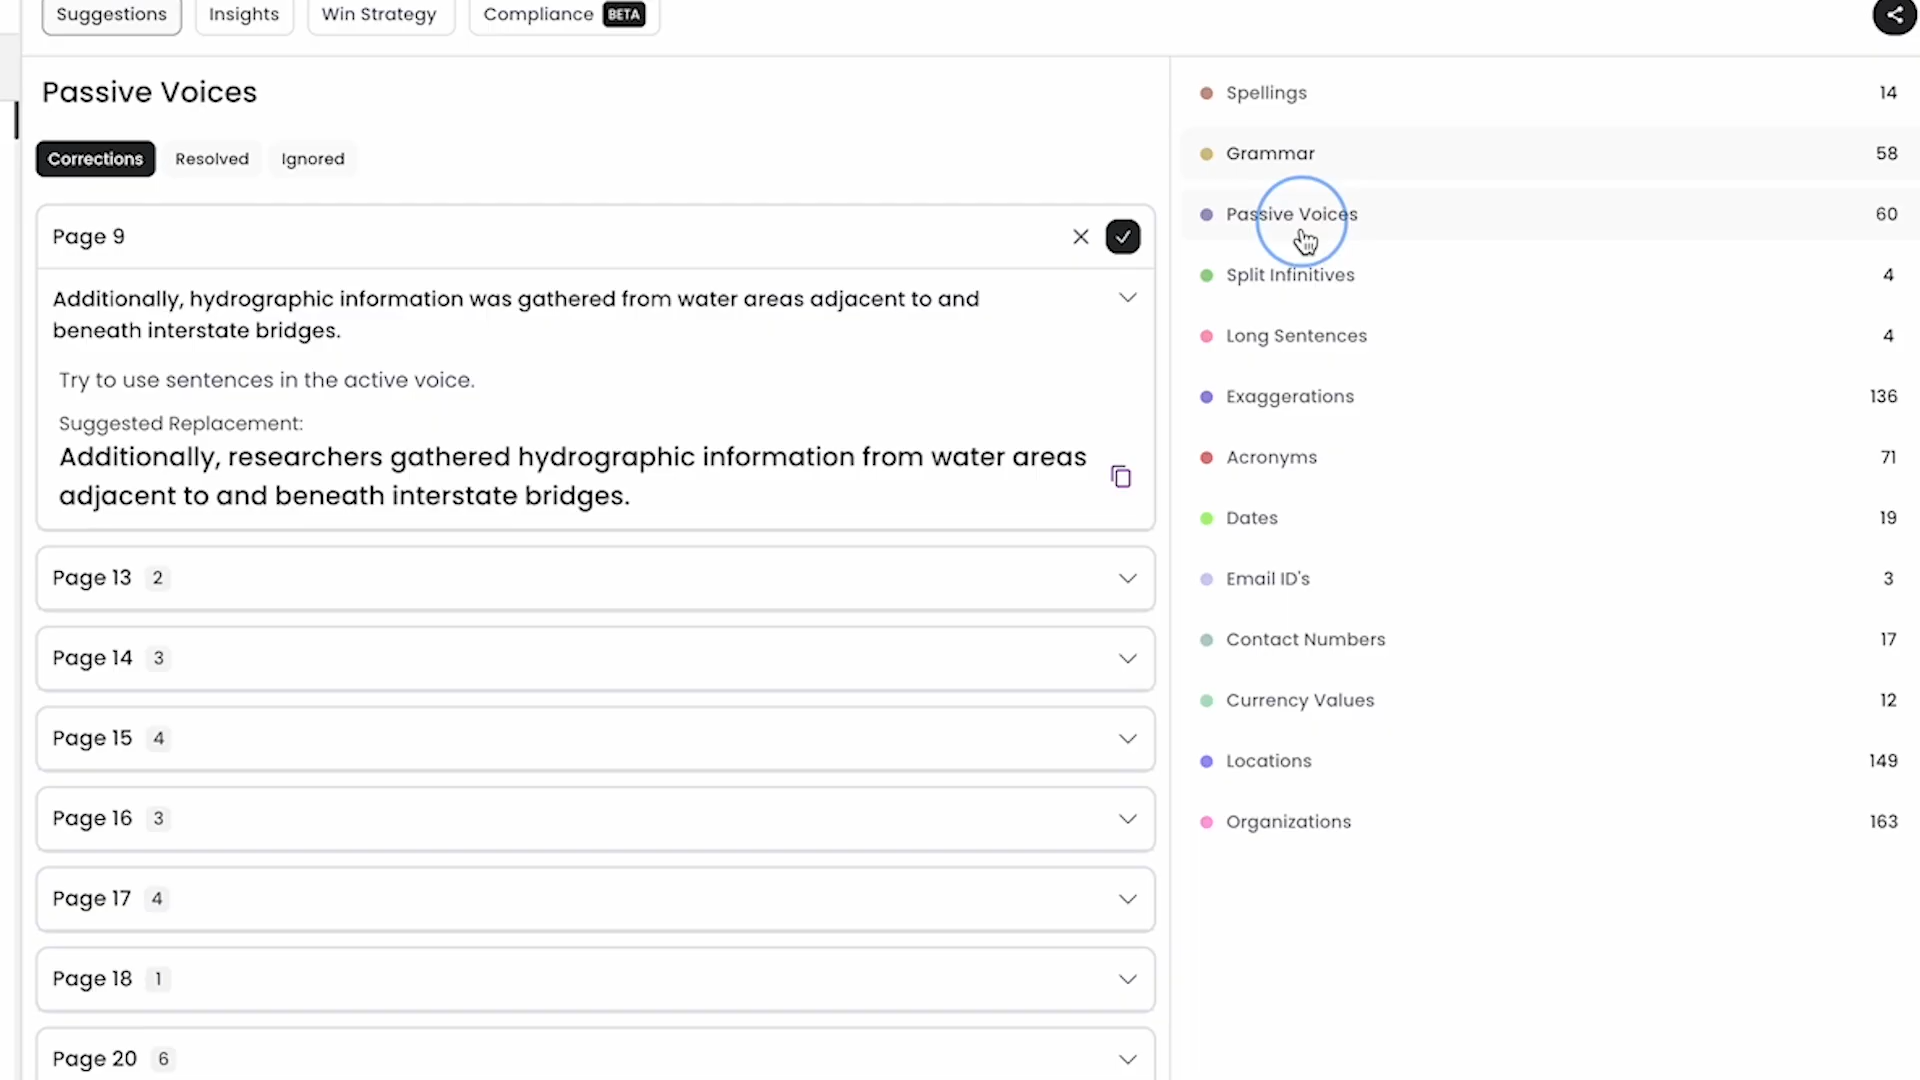 Suggestions
Insights
Win Strategy
Compliance BETA
Passive Voices
Corrections
Resolved
Ignored
Page 9
Additionally, hydrographic information was gathered from water areas adjacent to and
beneath interstate bridges.
Try to use sentences in the active voice.
Suggested Replacement:
Additionally, researchers gathered hydrographic information from water areas
adjacent to and beneath interstate bridges.
Page 13 2
Page 14 3
Page 15 4
Page 16 3
Page 17 4
Page 18 1
Page 20 6
Spellings 14
Grammar 58
Passive Voices 60
Split Infinitives 4
Long Sentences 4
Exaggerations 136
Acronyms 71
Dates 19
Email ID's 3
Contact Numbers 17
Currency Values 12
Locations 149
Organizations 163